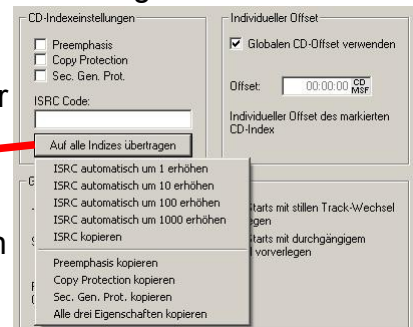 CD-Indexeinstellungen
Preemphasis
Copy Protection
Sec. Gen. Prot.
ISRC Code:
Auf alle Indizes übertragen
ISRC automatisch um 1 erhöhen
ISRC automatisch um 10 erhöhen
ISRC automatisch um 100 erhöhen
ISRC automatisch um 1000 erhöhen
ISRC kopieren
Preemphasis kopieren
Copy Protection kopieren
Sec. Gen. Prot. kopieren
Alle drei Eigenschaften kopieren
Individueller Offset
Globalen CD-Offset verwenden
Offset: 00:00:00 CD MSF
Individueller Offset des markierten
CD-Index
Starts mit stillen Track-Wechsel
egen
Starts mit durchgängigem
vorverlegen